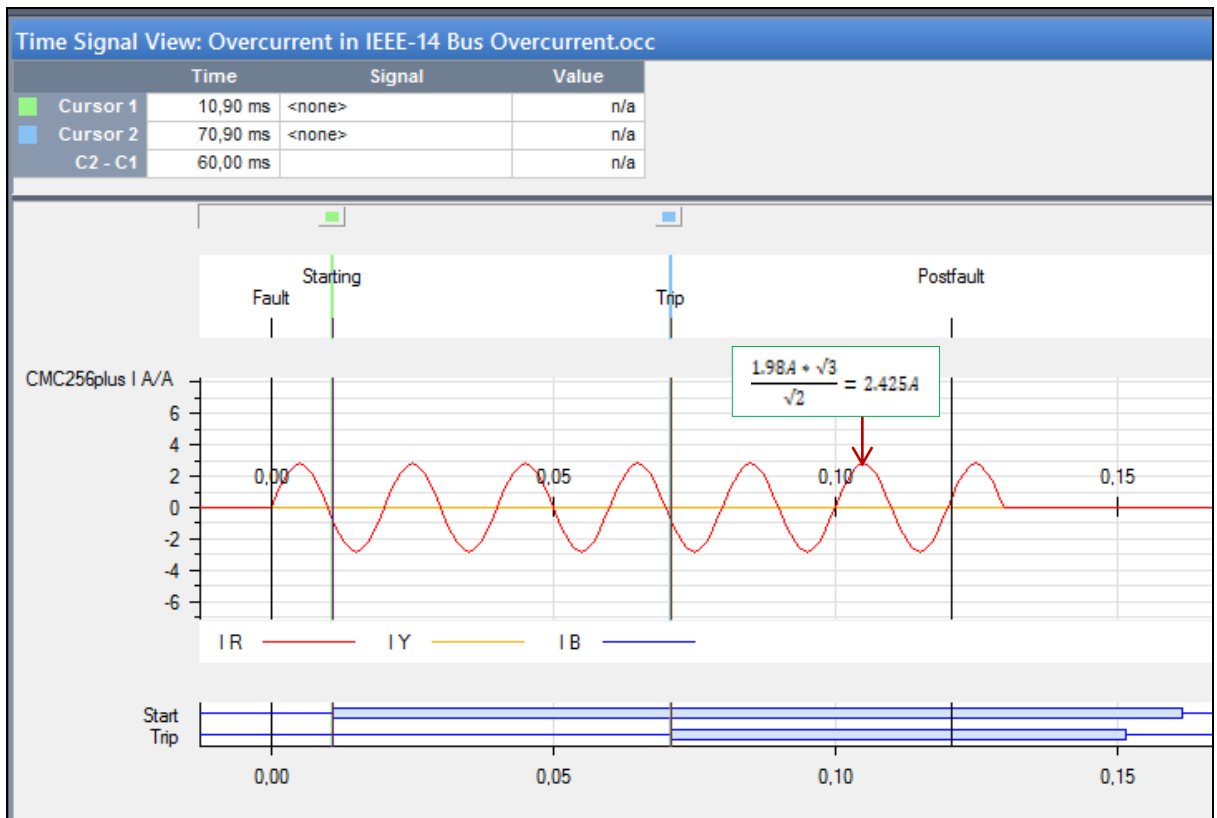 Time Signal View: Overcurrent in IEEE-14 Bus Overcurrent.occ
Time Signal Value
Cursor 1 10,90 ms <none> n/a
Cursor 2 70,90 ms <none> n/a
C2 - C1 60,00 ms n/a
Starting Postfault
Fault Trip
CMC256plus I A/A
1.98A * √3
√2
= 2.425A
6
4
2
0
-2
-4
-6
0,00 0,05 0,10 0,15
I R I Y I B
Start
Trip
0,00 0,05 0,10 0,15